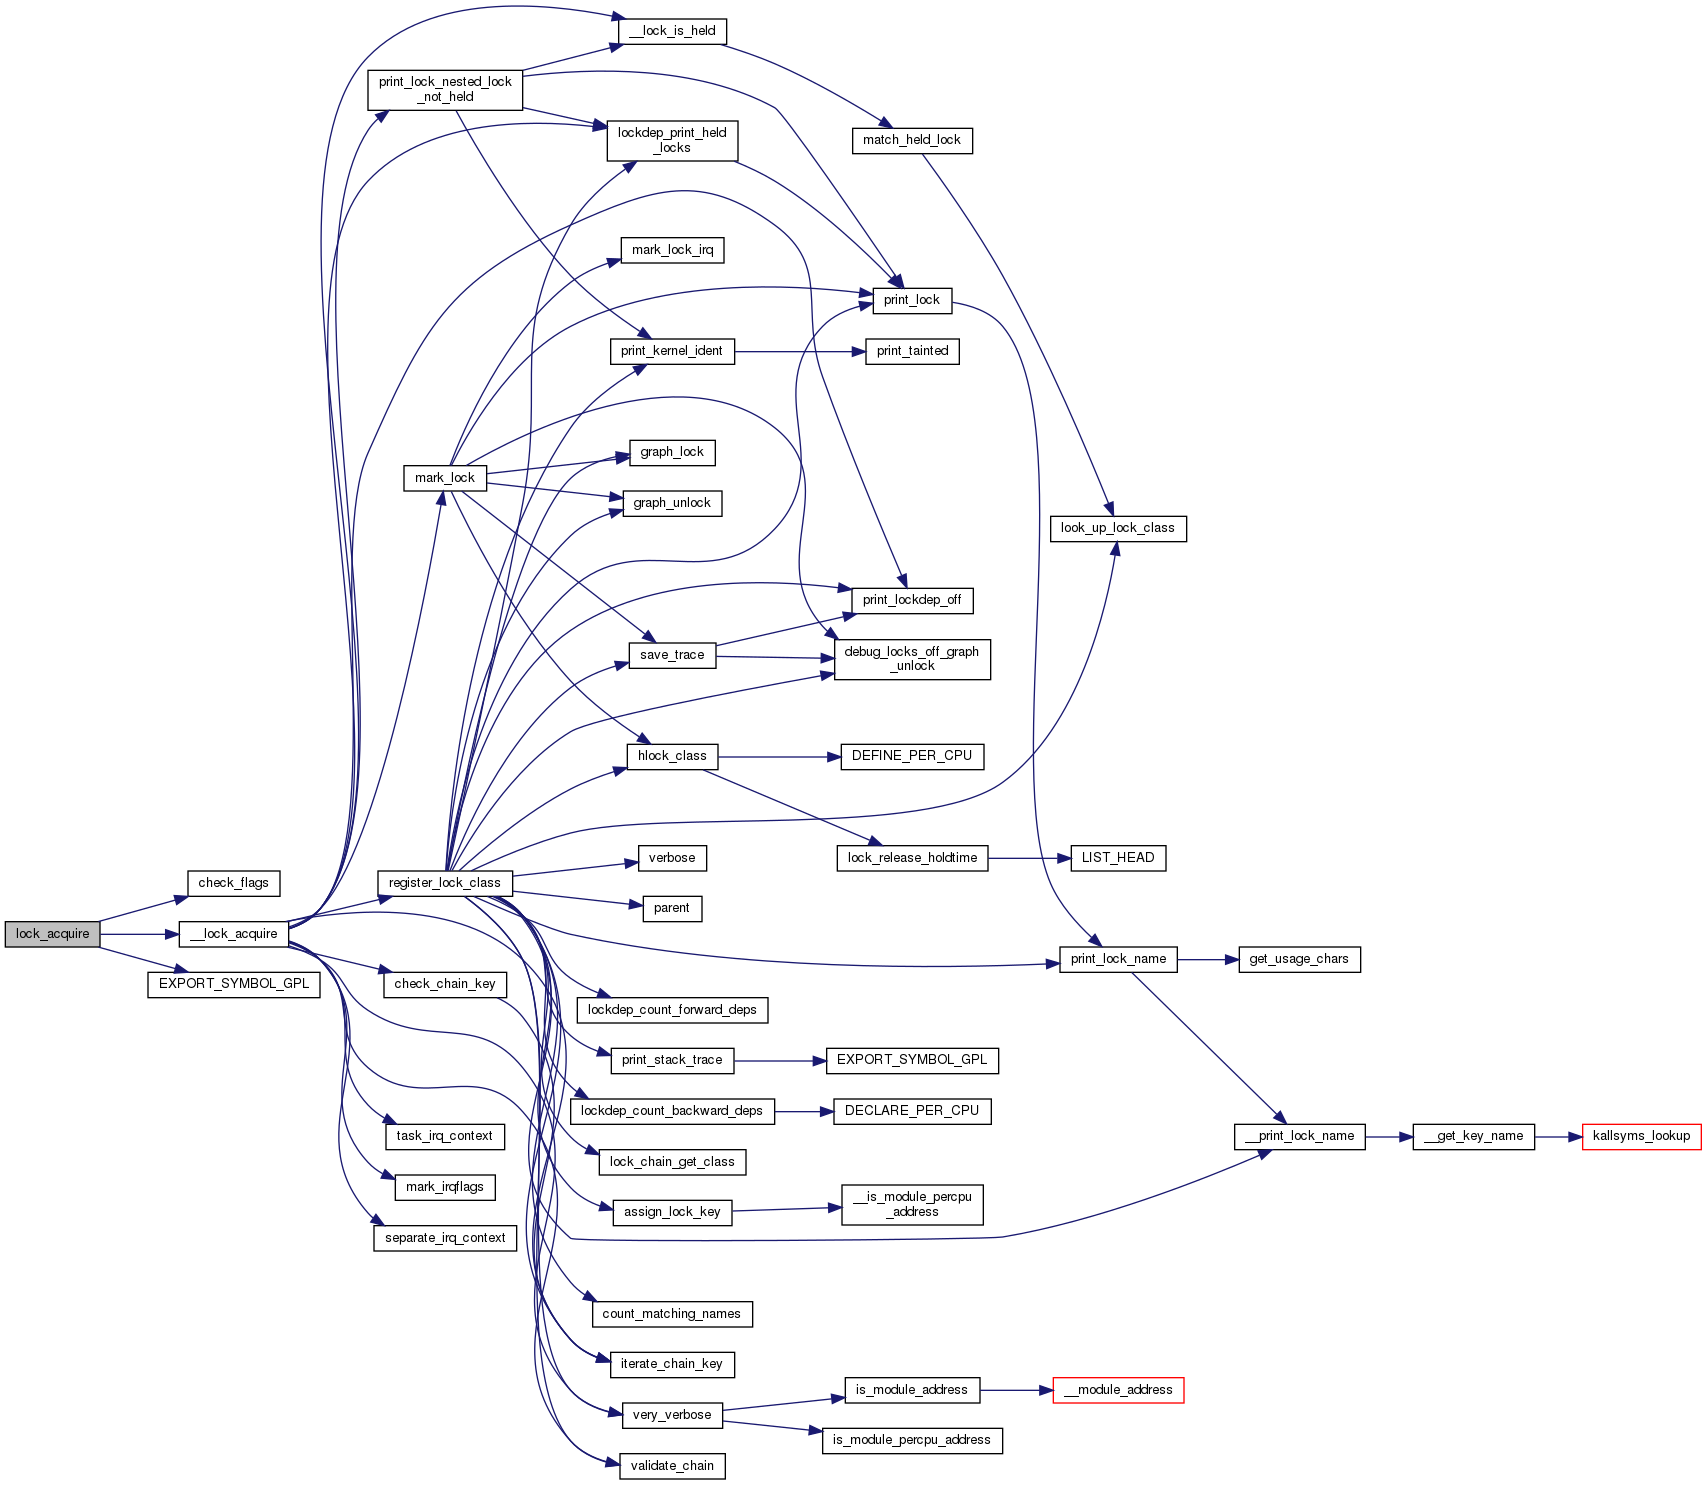 __lock_is_held
print_lock_nested_lock
_not_held
lockdep_print_held
_locks
match_held_lock
mark_lock_irq
print_lock
print_kernel_ident
print_tainted
graph_lock
mark_lock
graph_unlock
look_up_lock_class
print_lockdep_off
save_trace
debug_locks_off_graph
_unlock
hlock_class
DEFINE_PER_CPU
verbose
lock_release_holdtime
LIST_HEAD
check_flags
register_lock_class
parent
lock_acquire
__lock_acquire
print_lock_name
get_usage_chars
EXPORT_SYMBOL_GPL
check_chain_key
lockdep_count_forward_deps
print_stack_trace
EXPORT_SYMBOL_GPL
lockdep_count_backward_deps
DECLARE_PER_CPU
task_irq_context
__print_lock_name
__get_key_name
kallsyms_lookup
lock_chain_get_class
mark_irqflags
assign_lock_key
__is_module_percpu
_address
separate_irq_context
count_matching_names
iterate_chain_key
is_module_address
__module_address
very_verbose
is_module_percpu_address
validate_chain